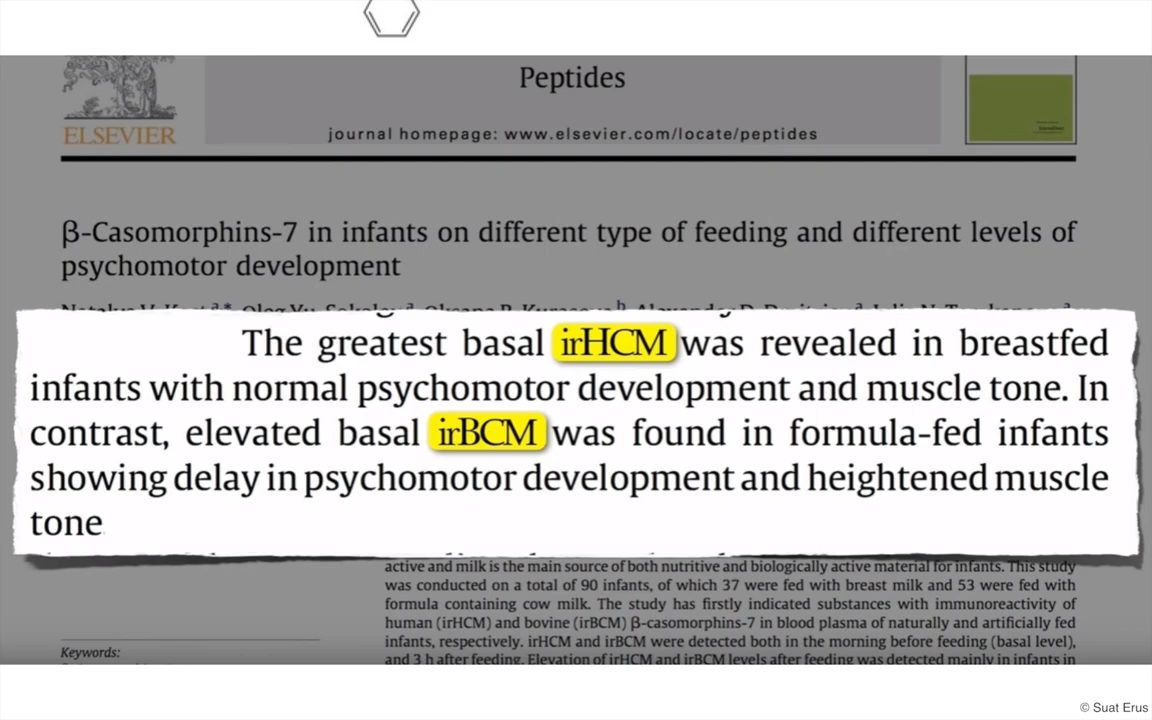 Peptides
ELSEVIER
journal homepage: www.elsevier.com/locate/peptides
β-Casomorphins-7 in infants on different type of feeding and different levels of
psychomotor development
The greatest basal irHCM was revealed in breastfed
infants with normal psychomotor development and muscle tone. In
contrast, elevated basal irBCM was found in formula-fed infants
showing delay in psychomotor development and heightened muscle
tone
active and milk is the main source of both nutritive and biologically active material for infants. This study
was conducted on a total of 90 infants, of which 37 were fed with breast milk and 53 were fed with
formula containing cow milk. The study has firstly indicated substances with immunoreactivity of
human (irHCM) and bovine (irBCM) β-casomorphins-7 in blood plasma of naturally and artificially fed
infants, respectively. irHCM and irBCM were detected both in the morning before feeding (basal level),
Keywords:
and 3 h after feeding. Elevation of irHCM and irBCM levels after feeding was detected mainly in infants in
© Suat Erus